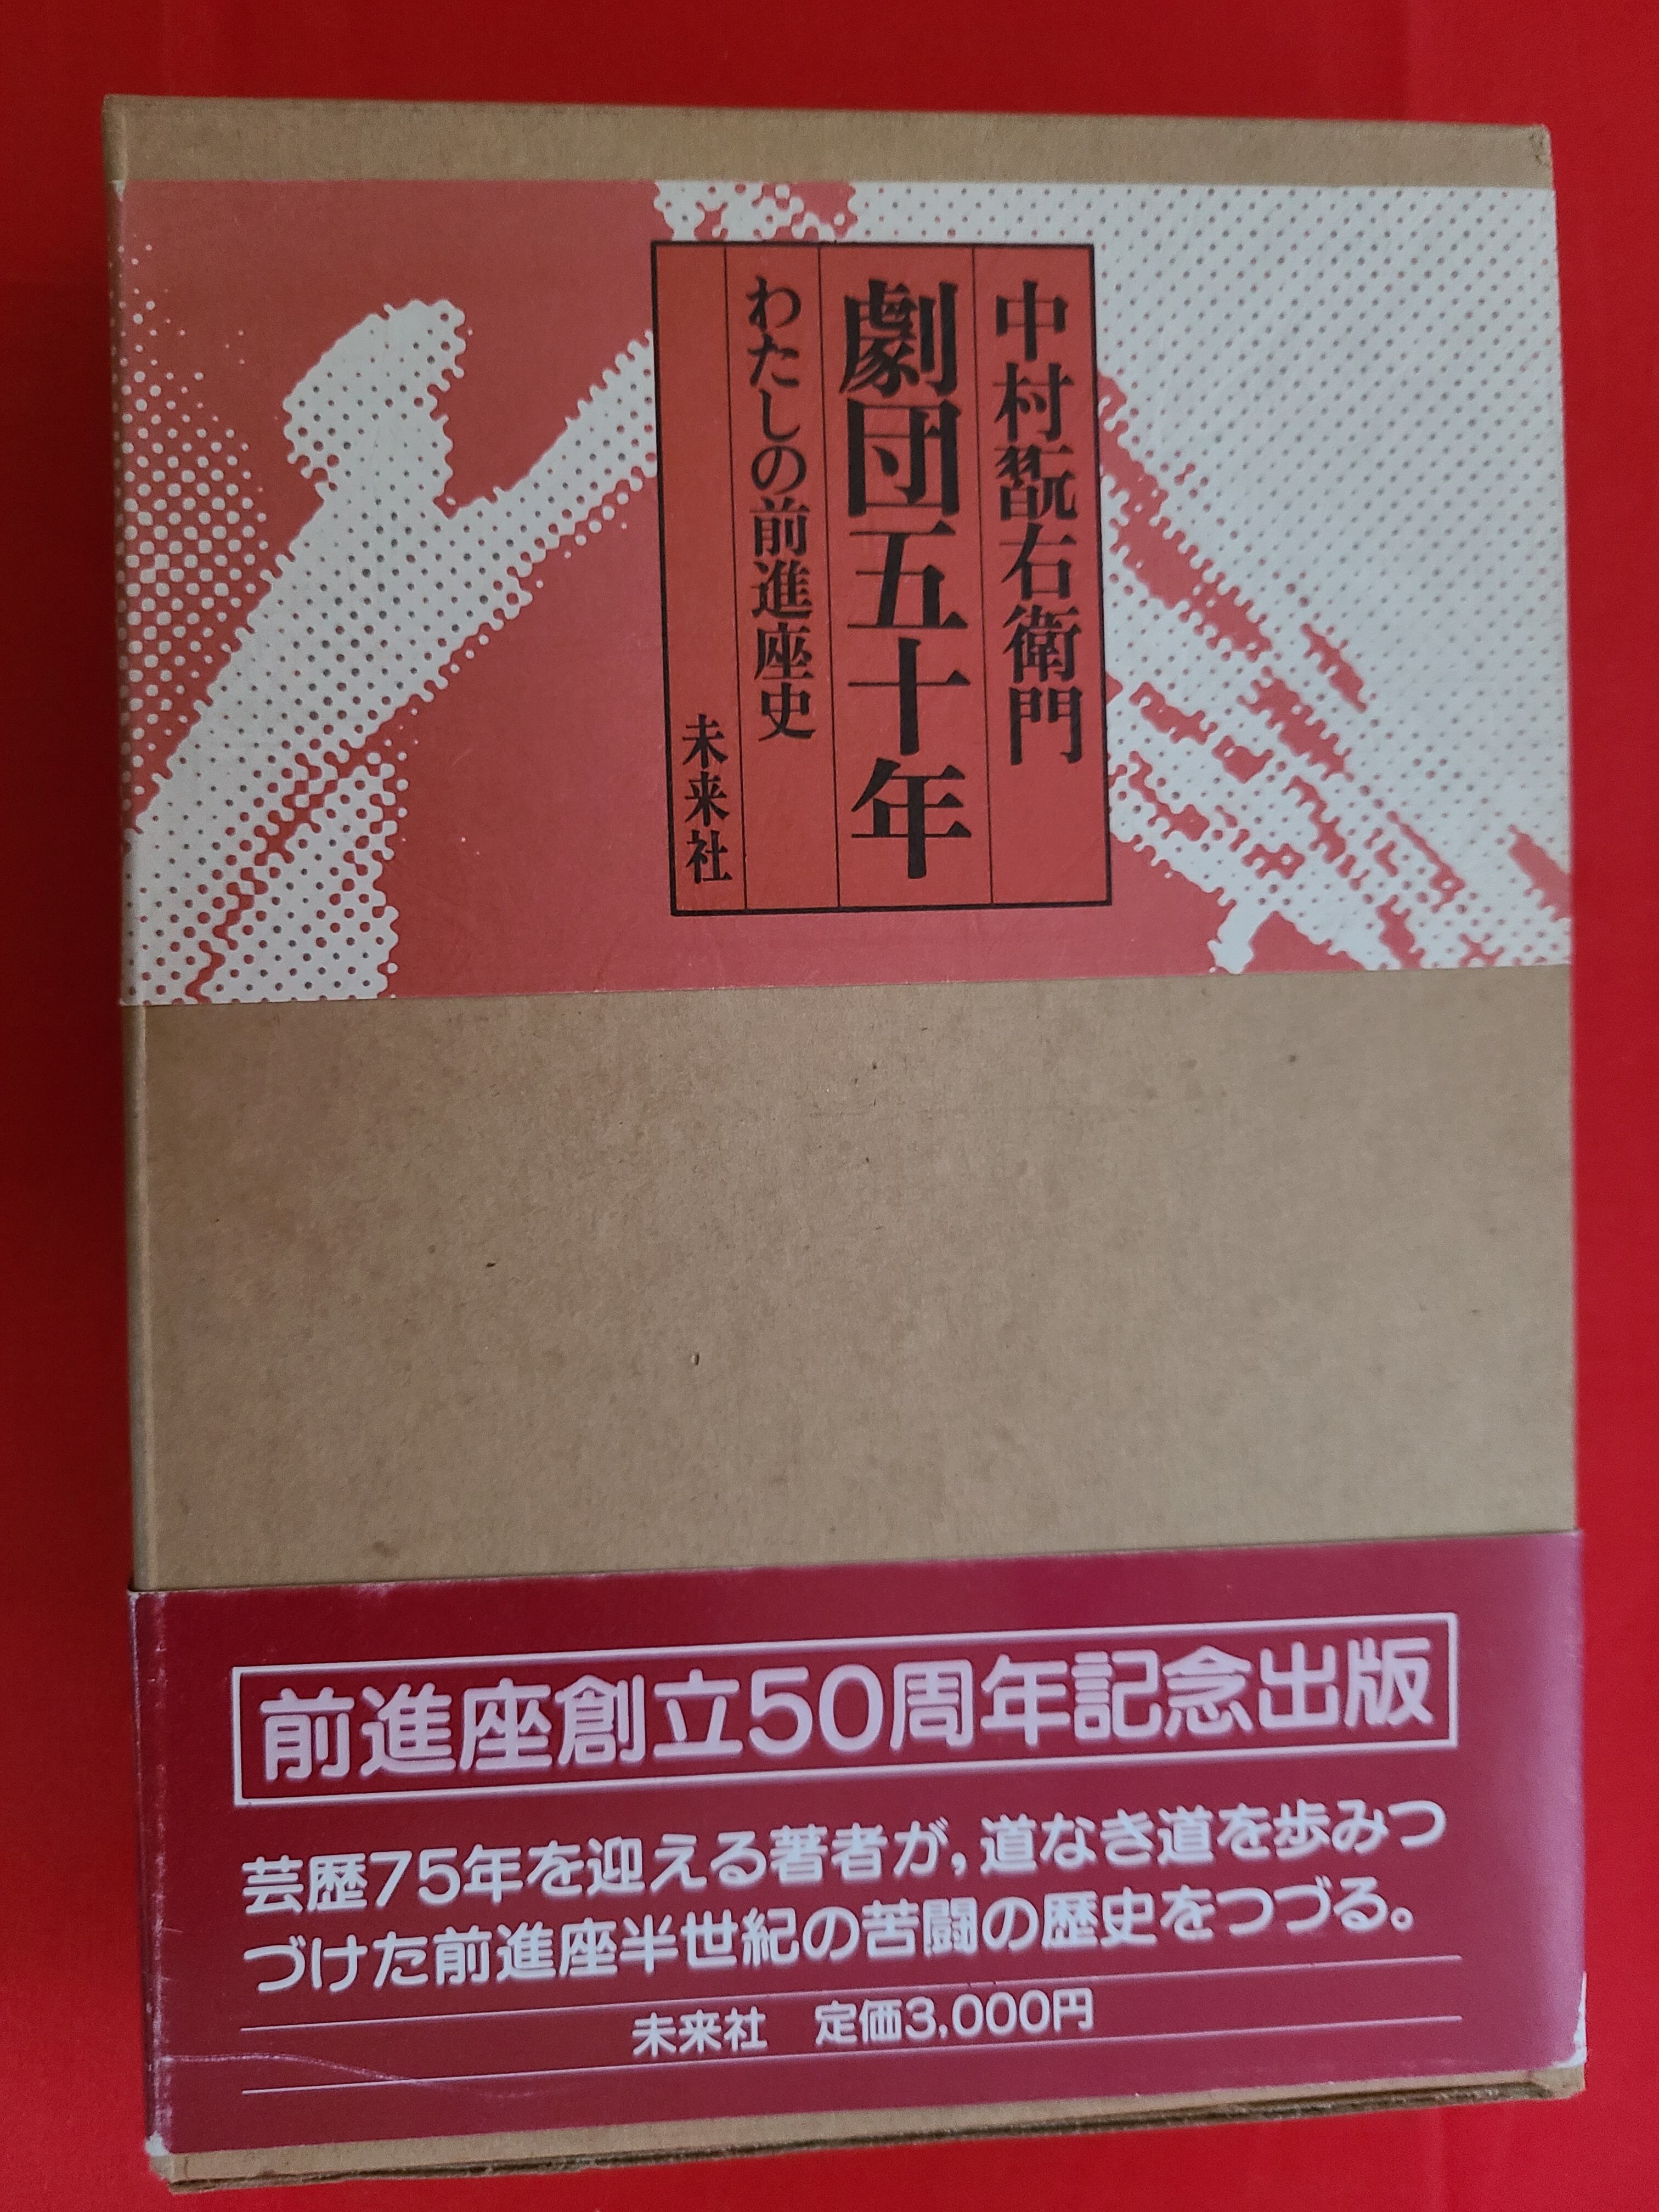 中村翫右衛門
劇団五十年
わたしの前進座史
未来社
前進座創立50周年記念出版
芸歴75年を迎える著者が,道なき道を歩みつ
づけた前進座半世紀の苦闘の歴史をつづる。
未来社 定価3,000円